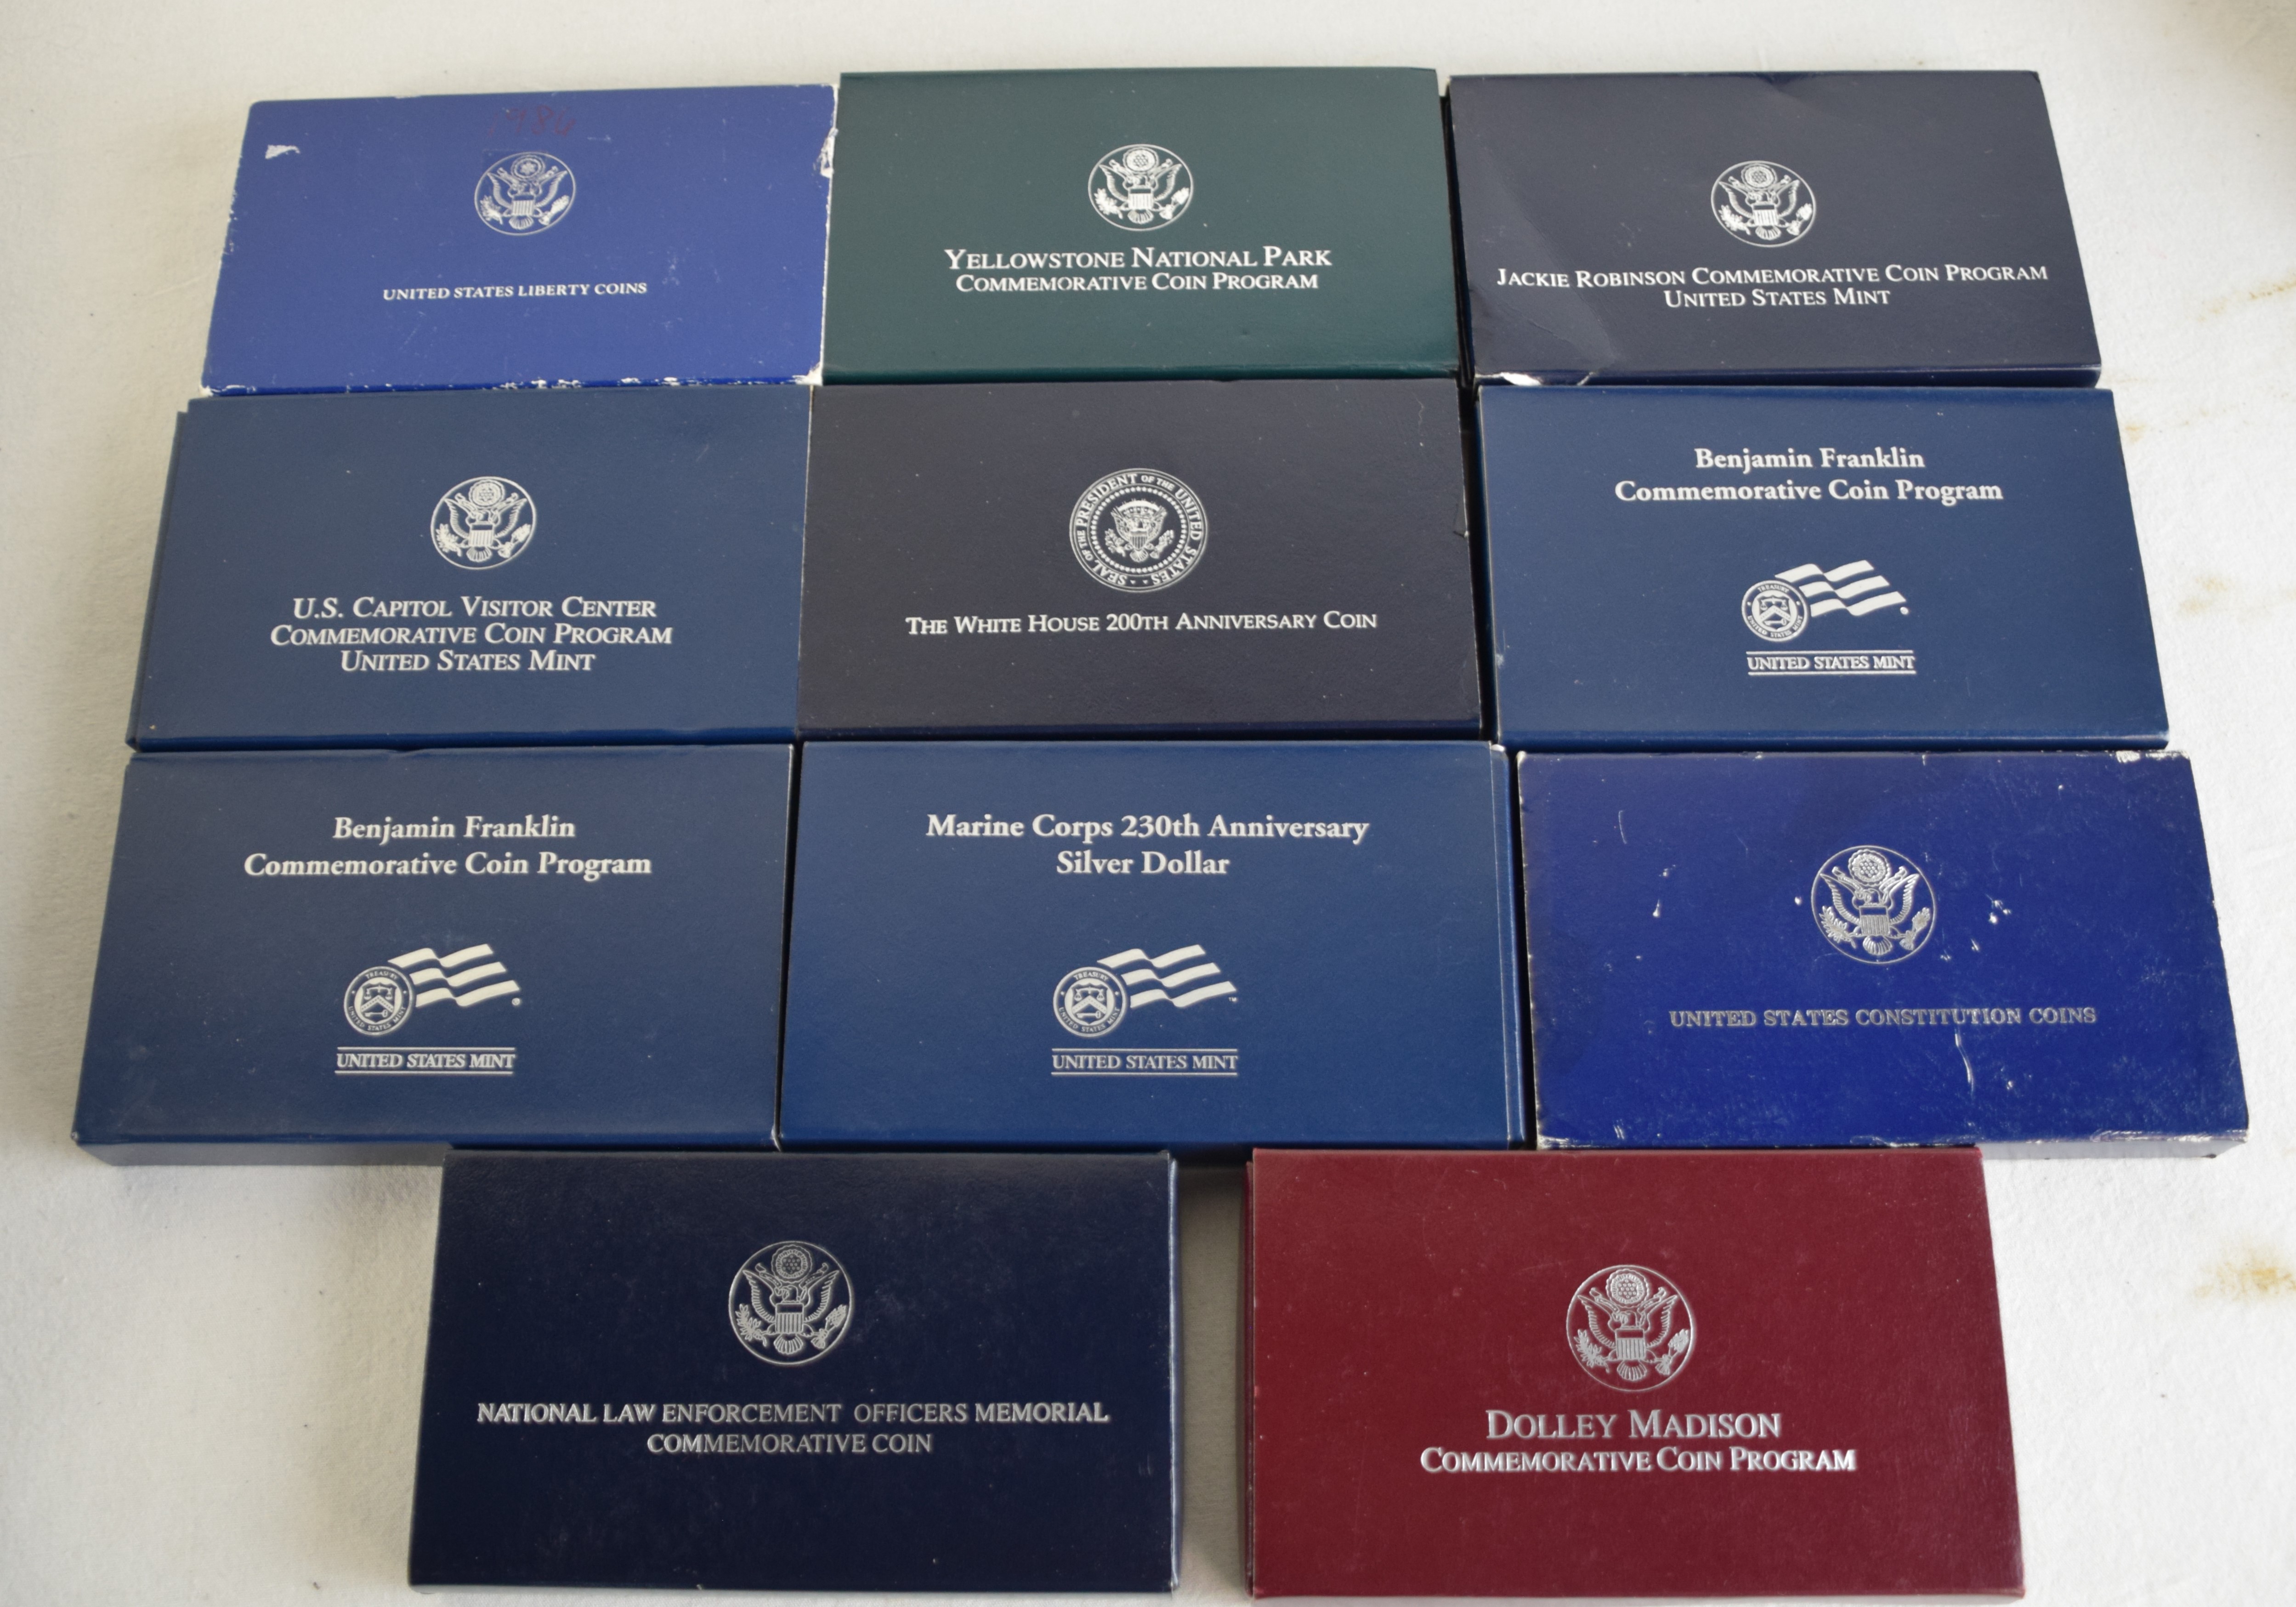 1986
UNITED STATES LIBERTY COINS
YELLOWSTONE NATIONAL PARK
COMMEMORATIVE COIN PROGRAM
JACKIE ROBINSON COMMEMORATIVE COIN PROGRAM
UNITED STATES MINT
U.S. CAPITOL VISITOR CENTER
COMMEMORATIVE COIN PROGRAM
UNITED STATES MINT
SEAL OF THE PRESIDENT OF THE UNITED STATES
THE WHITE HOUSE 200TH ANNIVERSARY COIN
Benjamin Franklin
Commemorative Coin Program
UNITED STATES MINT
Benjamin Franklin
Commemorative Coin Program
UNITED STATES MINT
Marine Corps 230th Anniversary
Silver Dollar
UNITED STATES MINT
UNITED STATES CONSTITUTION COINS
NATIONAL LAW ENFORCEMENT OFFICERS MEMORIAL
COMMEMORATIVE COIN
DOLLEY MADISON
COMMEMORATIVE COIN PROGRAM